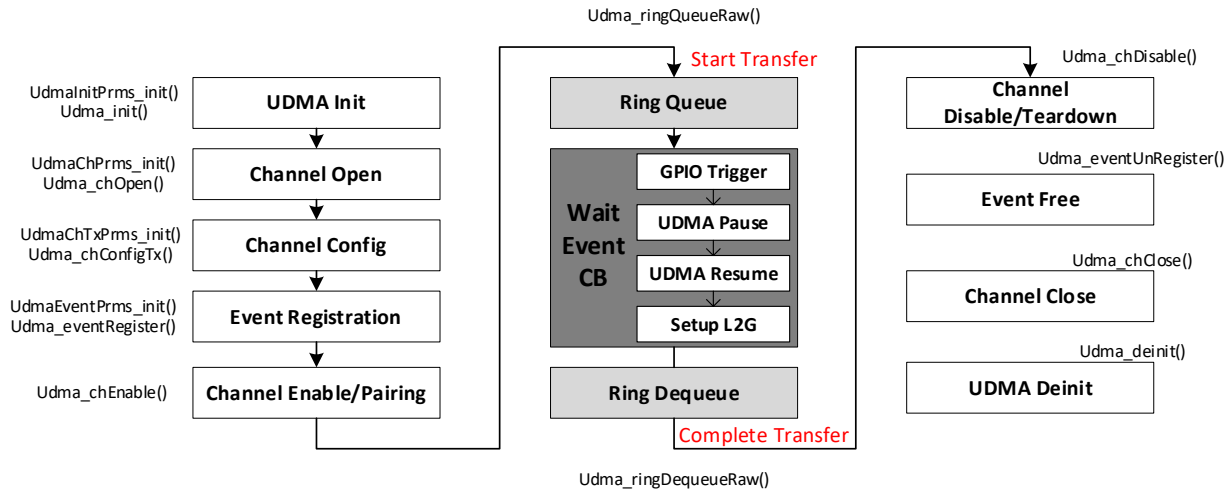 Udma_ringQueueRaw()
UdmaInitPrms_init()
Udma_init()
UDMA Init
UdmaChPrms_init()
Udma_chOpen()
Channel Open
UdmaChTxPrms_init()
Udma_chConfigTx()
Channel Config
UdmaEventPrms_init()
Udma_eventRegister()
Event Registration
Udma_chEnable()
Channel Enable/Pairing
Start Transfer
Ring Queue
Wait
Event
CB
GPIO Trigger
UDMA Pause
UDMA Resume
Setup L2G
Ring Dequeue
Complete Transfer
Udma_ringDequeueRaw()
Udma_chDisable()
Channel
Disable/Teardown
Udma_eventUnRegister()
Event Free
Udma_chClose()
Channel Close
Udma_deinit()
UDMA Deinit